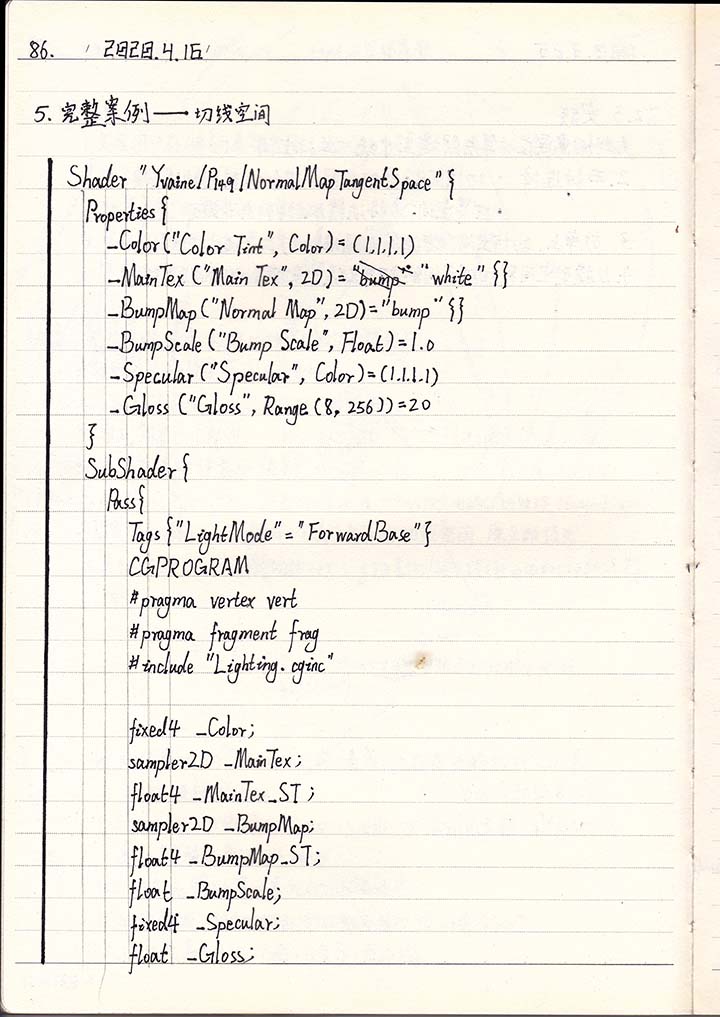 86. 2020.4.16
5. 完整案例——切线空间
Shader "Yvaine/P149/NormalMapTangentSpace" {
Properties {
_Color ("Color Tint", Color) = (1.1.1.1)
_MainTex ("Main Tex", 2D) = "bump" "white" {}
_BumpMap ("Normal Map", 2D) = "bump" {}
_BumpScale ("Bump Scale", Float) = 1.0
_Specular ("Specular", Color) = (1.1.1.1)
_Gloss ("Gloss", Range (8, 256)) = 20
}
SubShader {
Pass {
Tags {"LightMode" = "ForwardBase"}
CGPROGRAM
#pragma vertex vert
#pragma fragment frag
#include "Lighting.cginc"
fixed4 _Color;
sampler2D _MainTex;
float4 _MainTex_ST;
sampler2D _BumpMap;
float4 _BumpMap_ST;
float _BumpScale;
fixed4 _Specular;
float _Gloss;